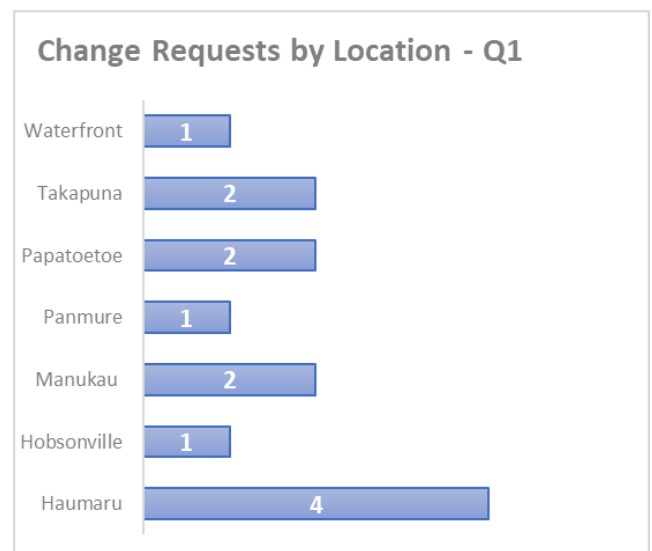 Change Requests by Location - Q1
Waterfront 1
Takapuna 2
Papatoetoe 2
Panmure 1
Manukau 2
Hobsonville 1
Haumaru 4